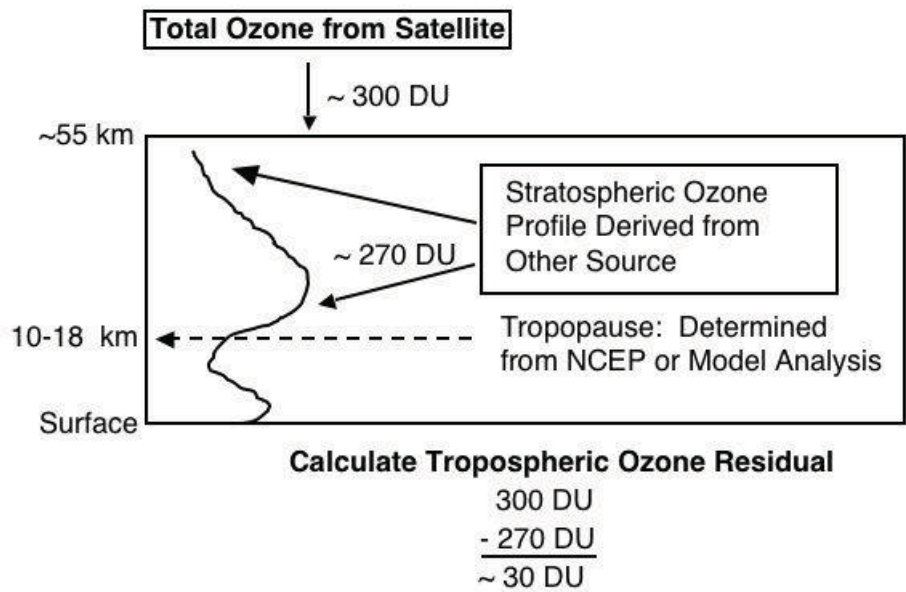 Total Ozone from Satellite
~ 300 DU
~55 km
Stratospheric Ozone
Profile Derived from
Other Source
~ 270 DU
10-18 km
Tropopause: Determined
from NCEP or Model Analysis
Surface
Calculate Tropospheric Ozone Residual
300 DU
- 270 DU
~ 30 DU